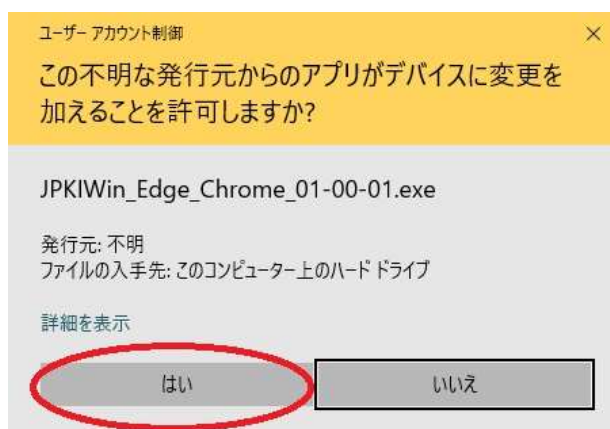 ユーザー アカウント制御
この不明な発行元からのアプリがデバイスに変更を
加えることを許可しますか?
JPKIWin_Edge_Chrome_01-00-01.exe
発行元: 不明
ファイルの入手先: このコンピューター上のハード ドライブ
詳細を表示
はい
いいえ